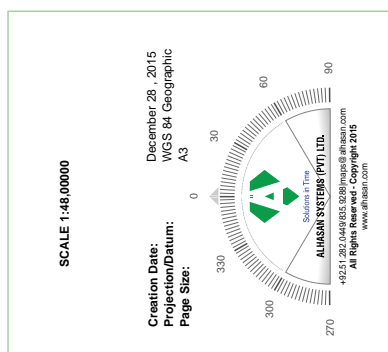 SCALE 1:48,00000
Creation Date: December 28 , 2015
Projection/Datum: WGS 84 Geographic
Page Size: A3
270
300
330
0
30
60
90
Solutions in Time
ALHASAN SYSTEMS (PVT) LTD.
+92.51.282.0449/835.9288|maps@alhasan.com
All Rights Reserved - Copyright 2015
www.alhasan.com